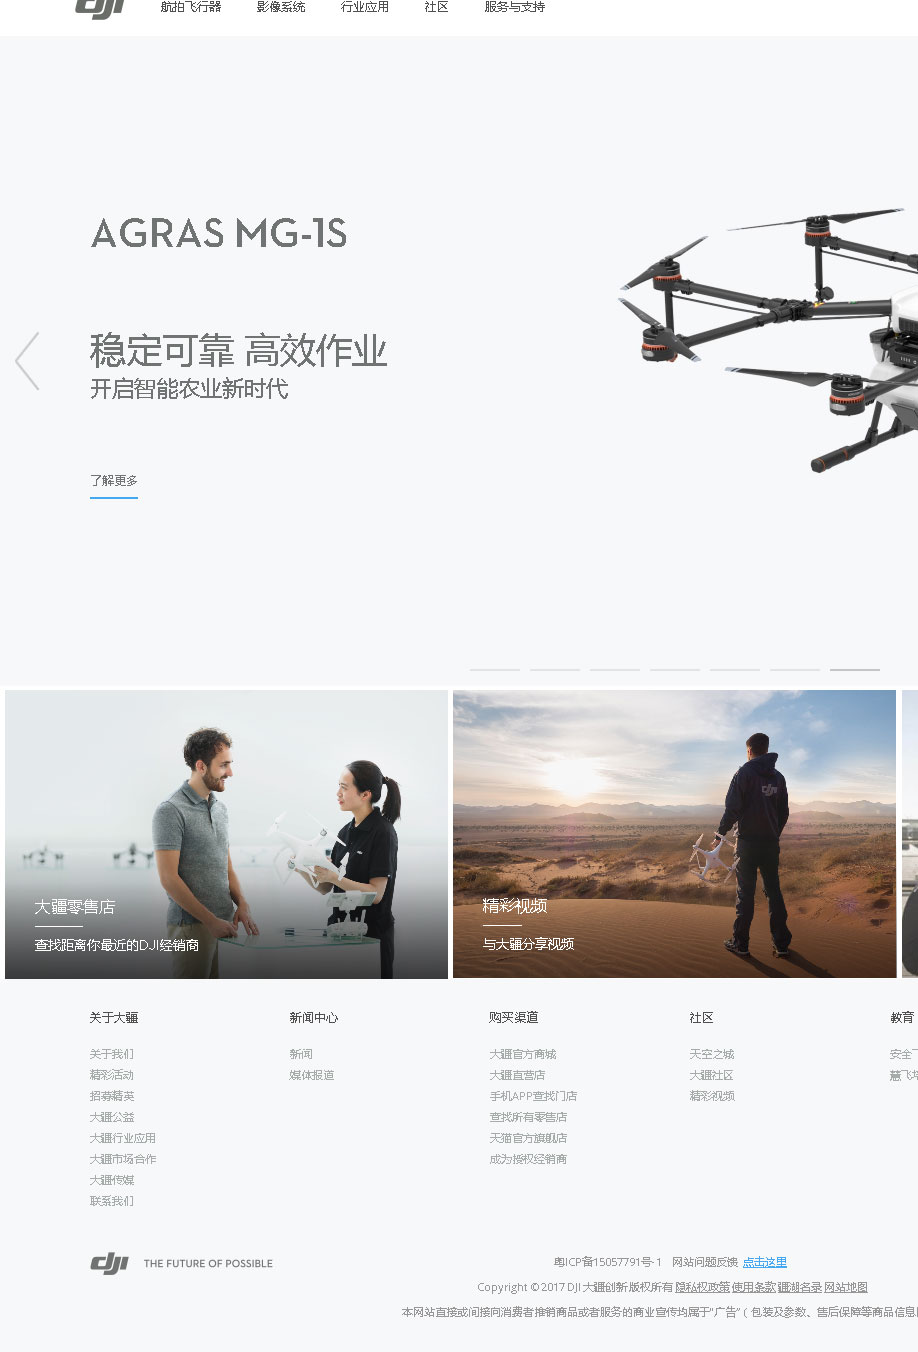 dji 航拍飞行器 影像系统 行业应用 社区 服务与支持
AGRAS MG-1S
稳定可靠 高效作业
开启智能农业新时代
了解更多
大疆零售店
查找距离你最近的DJI经销商
精彩视频
与大疆分享视频
关于大疆 新闻中心 购买渠道 社区 教育
关于我们 新闻 大疆官方商城 天空之城 安全
精彩活动 媒体报道 大疆直营店 大疆社区 慧飞
招募精英 手机APP查找门店 精彩视频
大疆公益 查找所有零售店
大疆行业应用 天猫官方旗舰店
大疆市场合作 成为授权经销商
大疆传媒
联系我们
dji THE FUTURE OF POSSIBLE 粤ICP备15057791号-1 网站问题反馈 点击这里
Copyright © 2017 DJI 大疆创新 版权所有 隐私权政策 使用条款 疆湖名录 网站地图
本网站直接或间接向消费者推销商品或者服务的商业宣传均属于“广告”（包装及参数、售后保障等商品信息